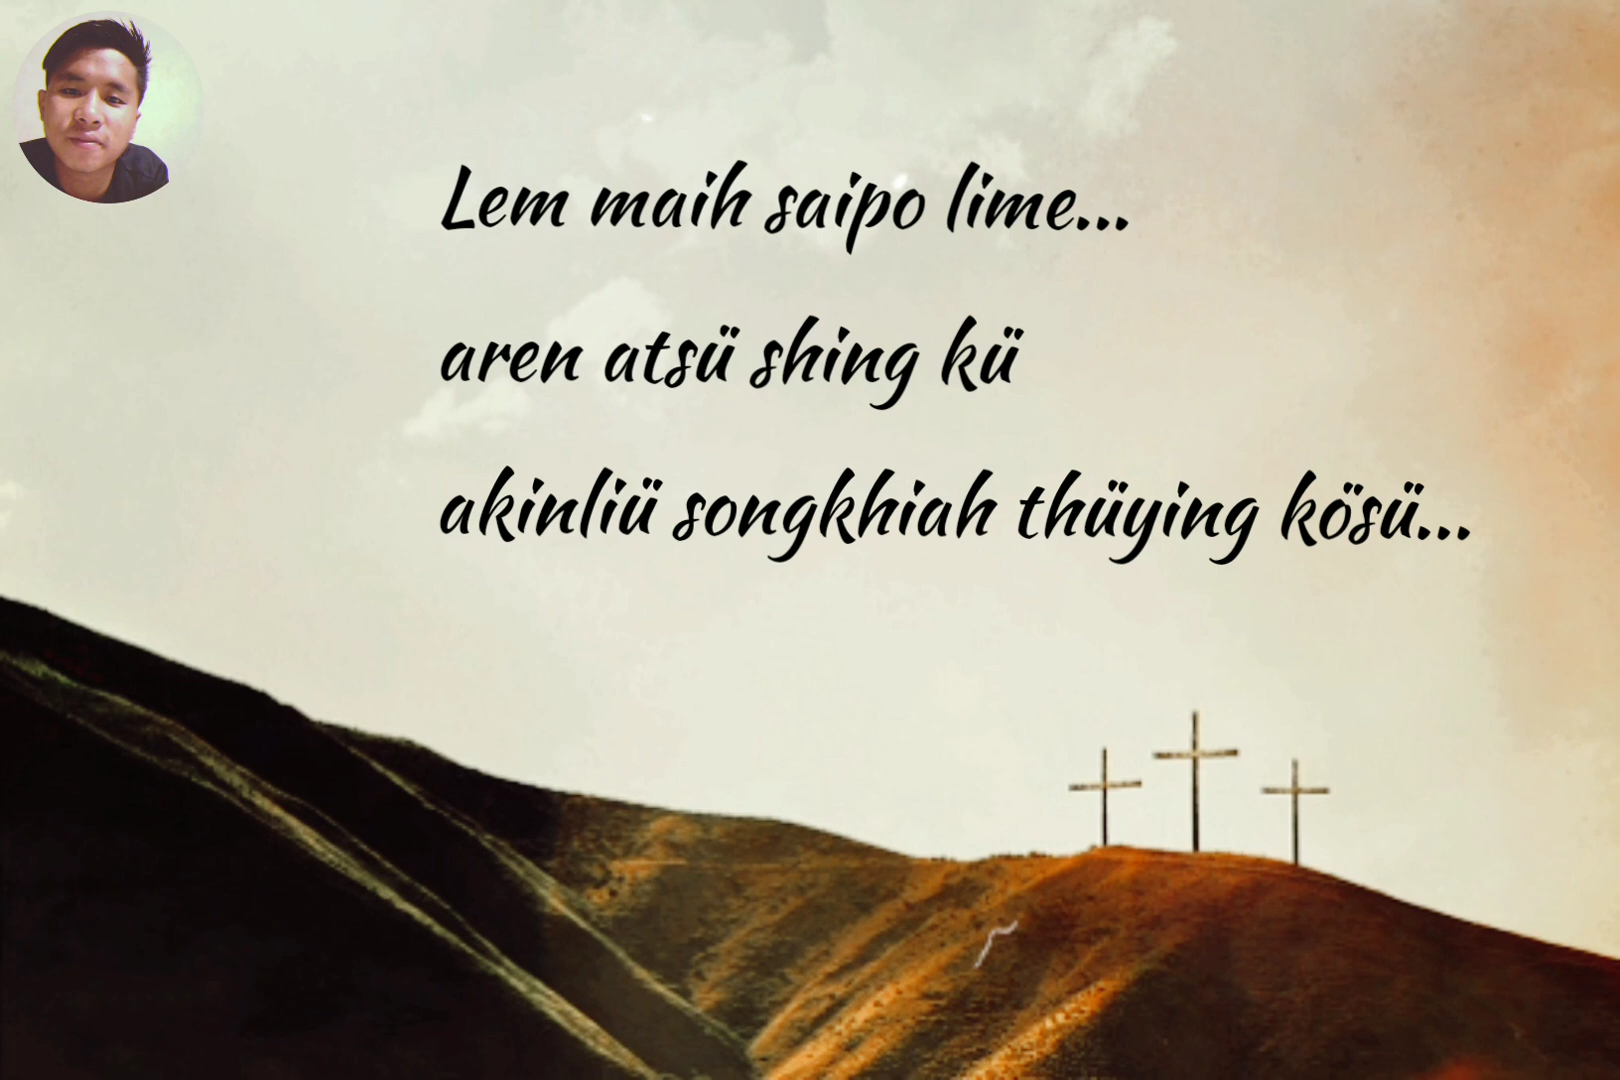 Lem maih saipo lime...
aren atsü shing kü
akinliü songkhiah thüying kösü...